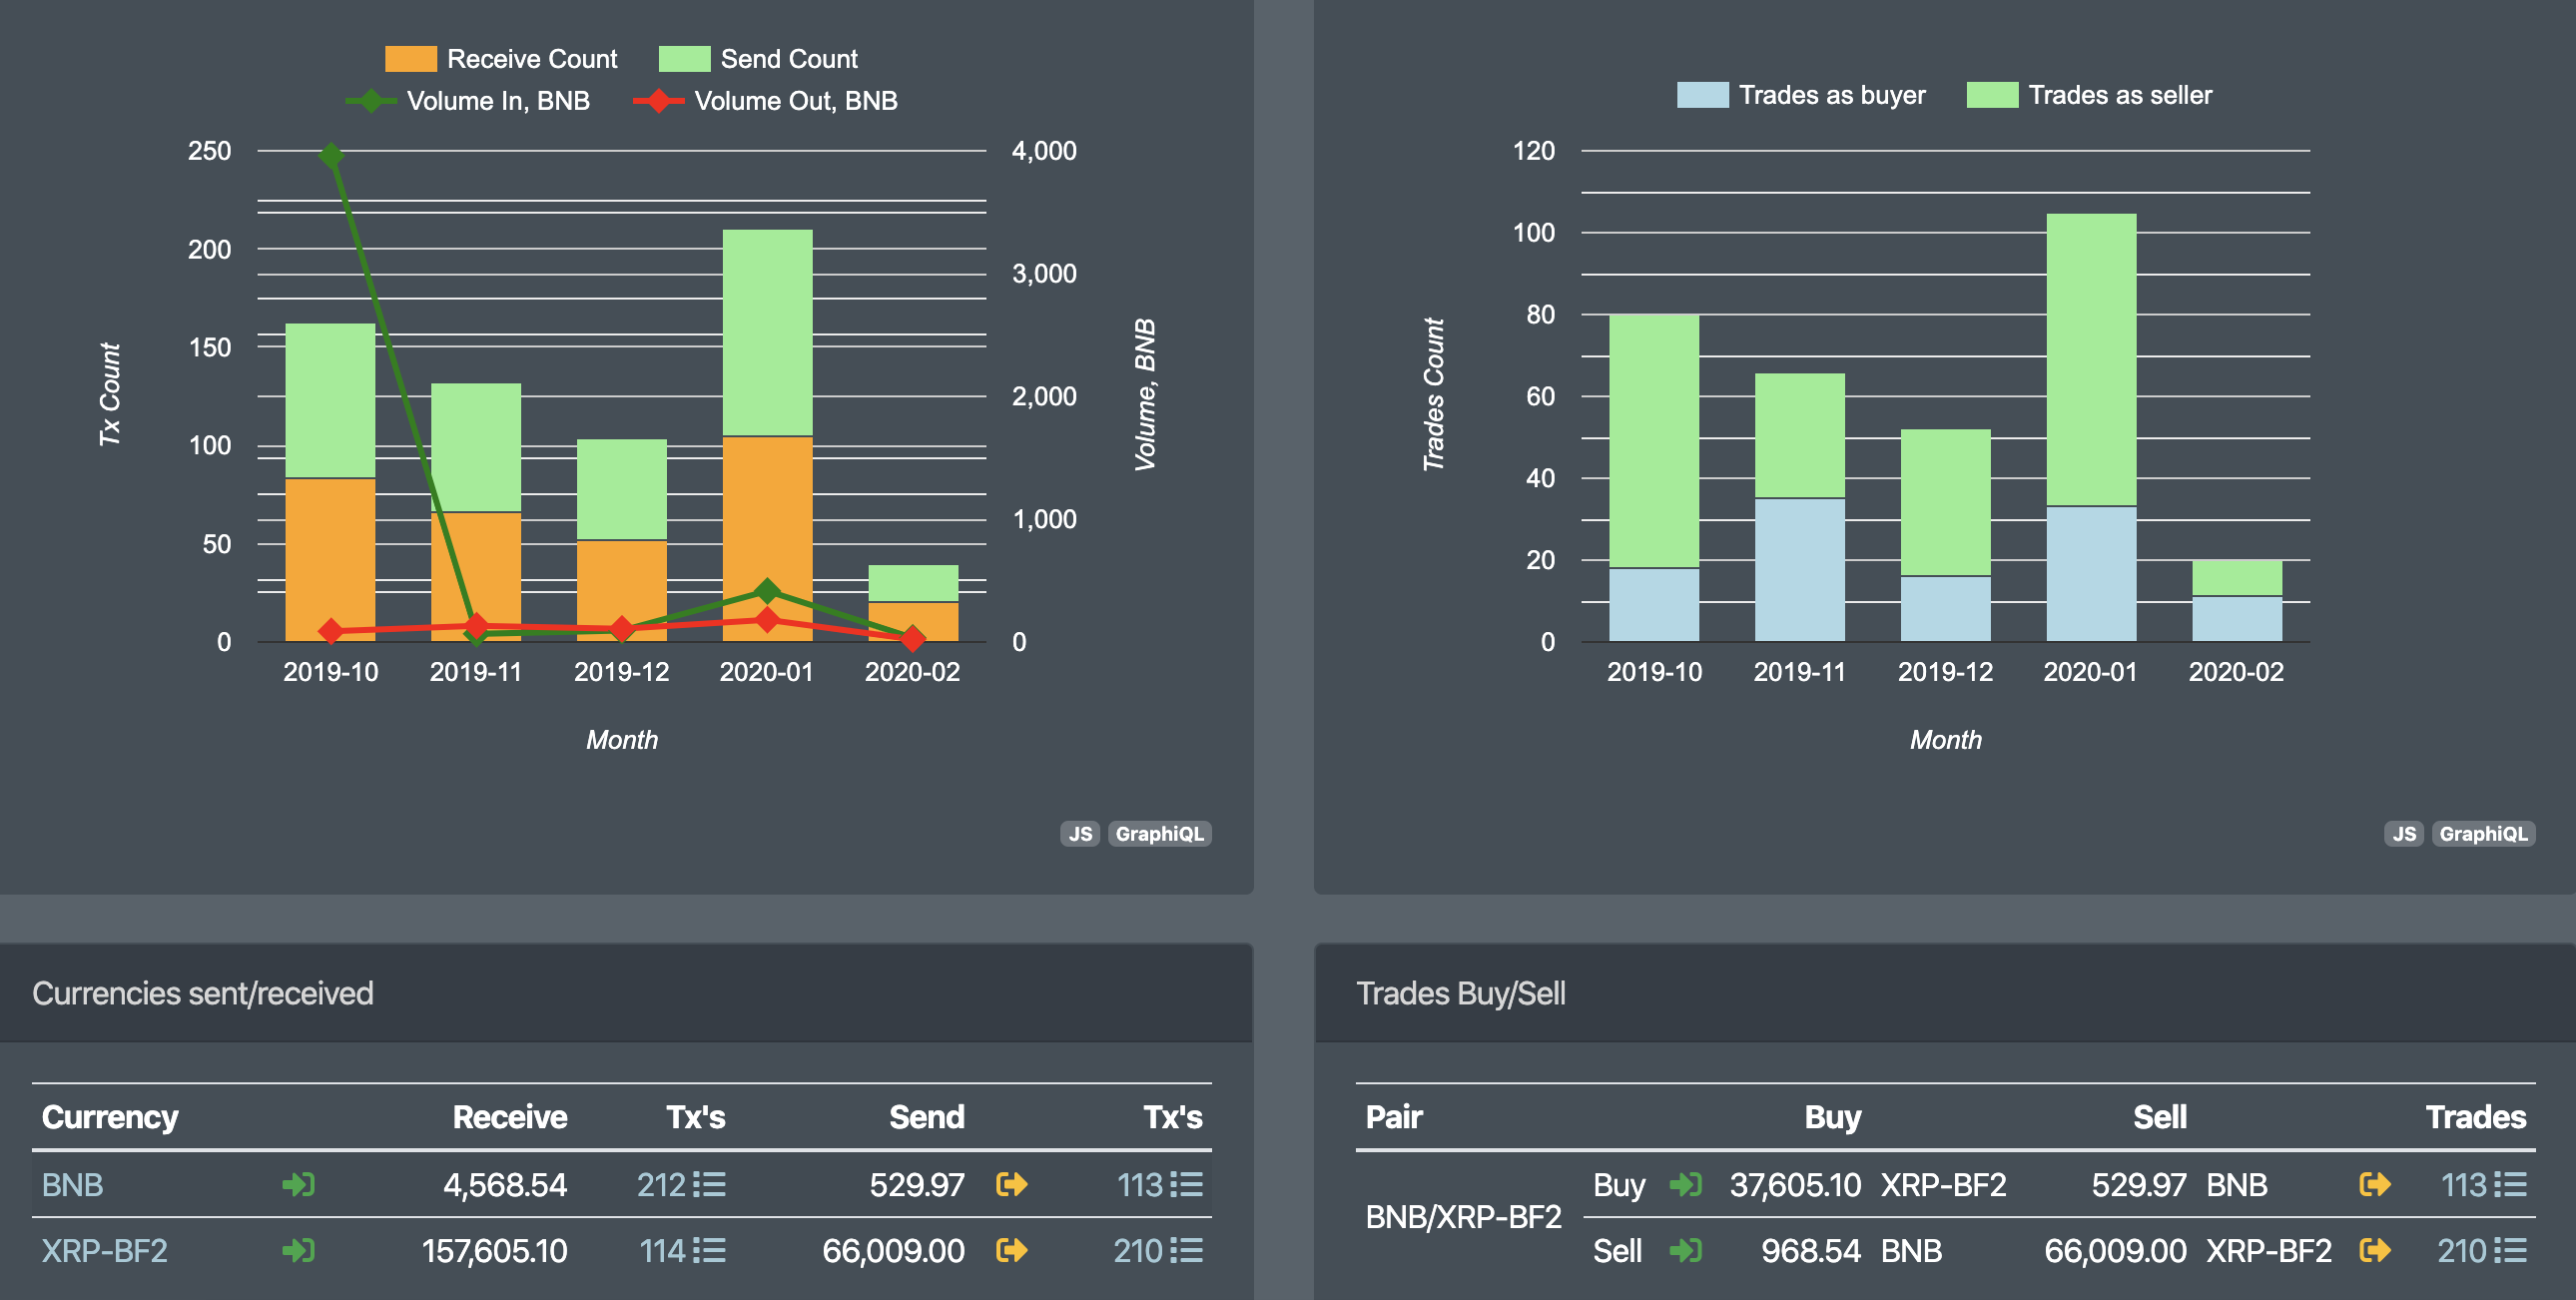 Receive Count Send Count
Volume In, BNB Volume Out, BNB
250
200
150
100
50
0
Tx Count
4,000
3,000
2,000
1,000
0
Volume, BNB
2019-10 2019-11 2019-12 2020-01 2020-02
Month
JS GraphiQL
Trades as buyer Trades as seller
120
100
80
60
40
20
0
Trades Count
2019-10 2019-11 2019-12 2020-01 2020-02
Month
JS GraphiQL
Currencies sent/received
Currency Receive Tx's Send Tx's
BNB 4,568.54 212 529.97 113
XRP-BF2 157,605.10 114 66,009.00 210
Trades Buy/Sell
Pair Buy Sell Trades
BNB/XRP-BF2
Buy 37,605.10 XRP-BF2 529.97 BNB 113
Sell 968.54 BNB 66,009.00 XRP-BF2 210